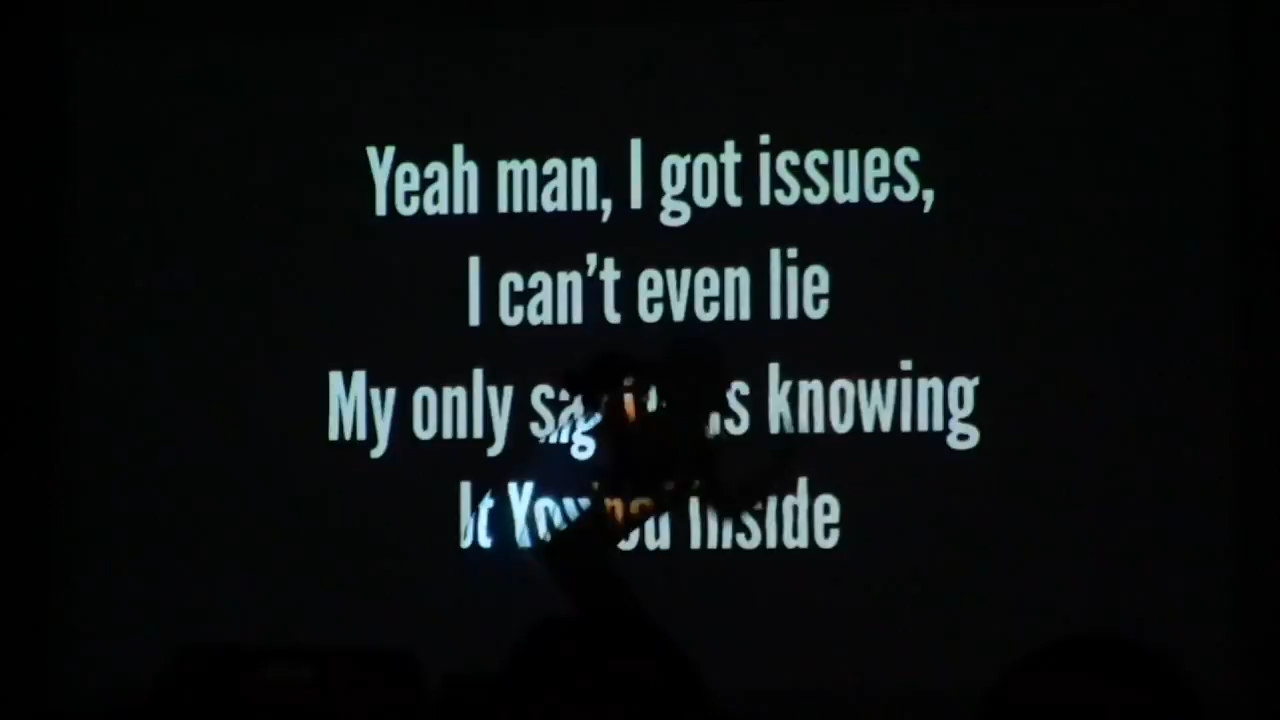 Yeah man, I got issues,
I can't even lie
My only knowing
inside